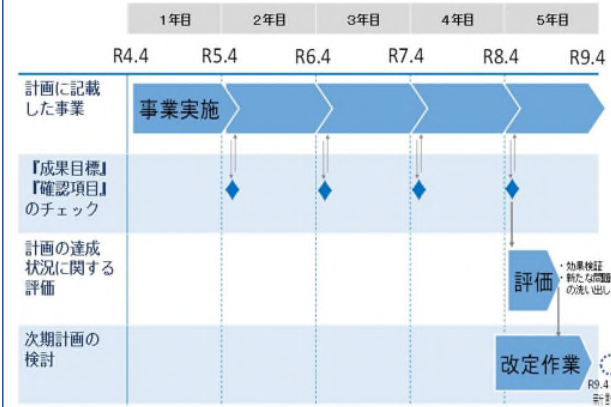 1年目 2年目 3年目 4年目 5年目
R4.4 R5.4 R6.4 R7.4 R8.4 R9.4
計画に記載
した事業
事業実施
『成果目標』
『確認項目』
のチェック
計画の達成
状況に関する
評価
評価
・効果検証
・新たな問題
の洗い出し
次期計画の
検討
改定作業
R9.4